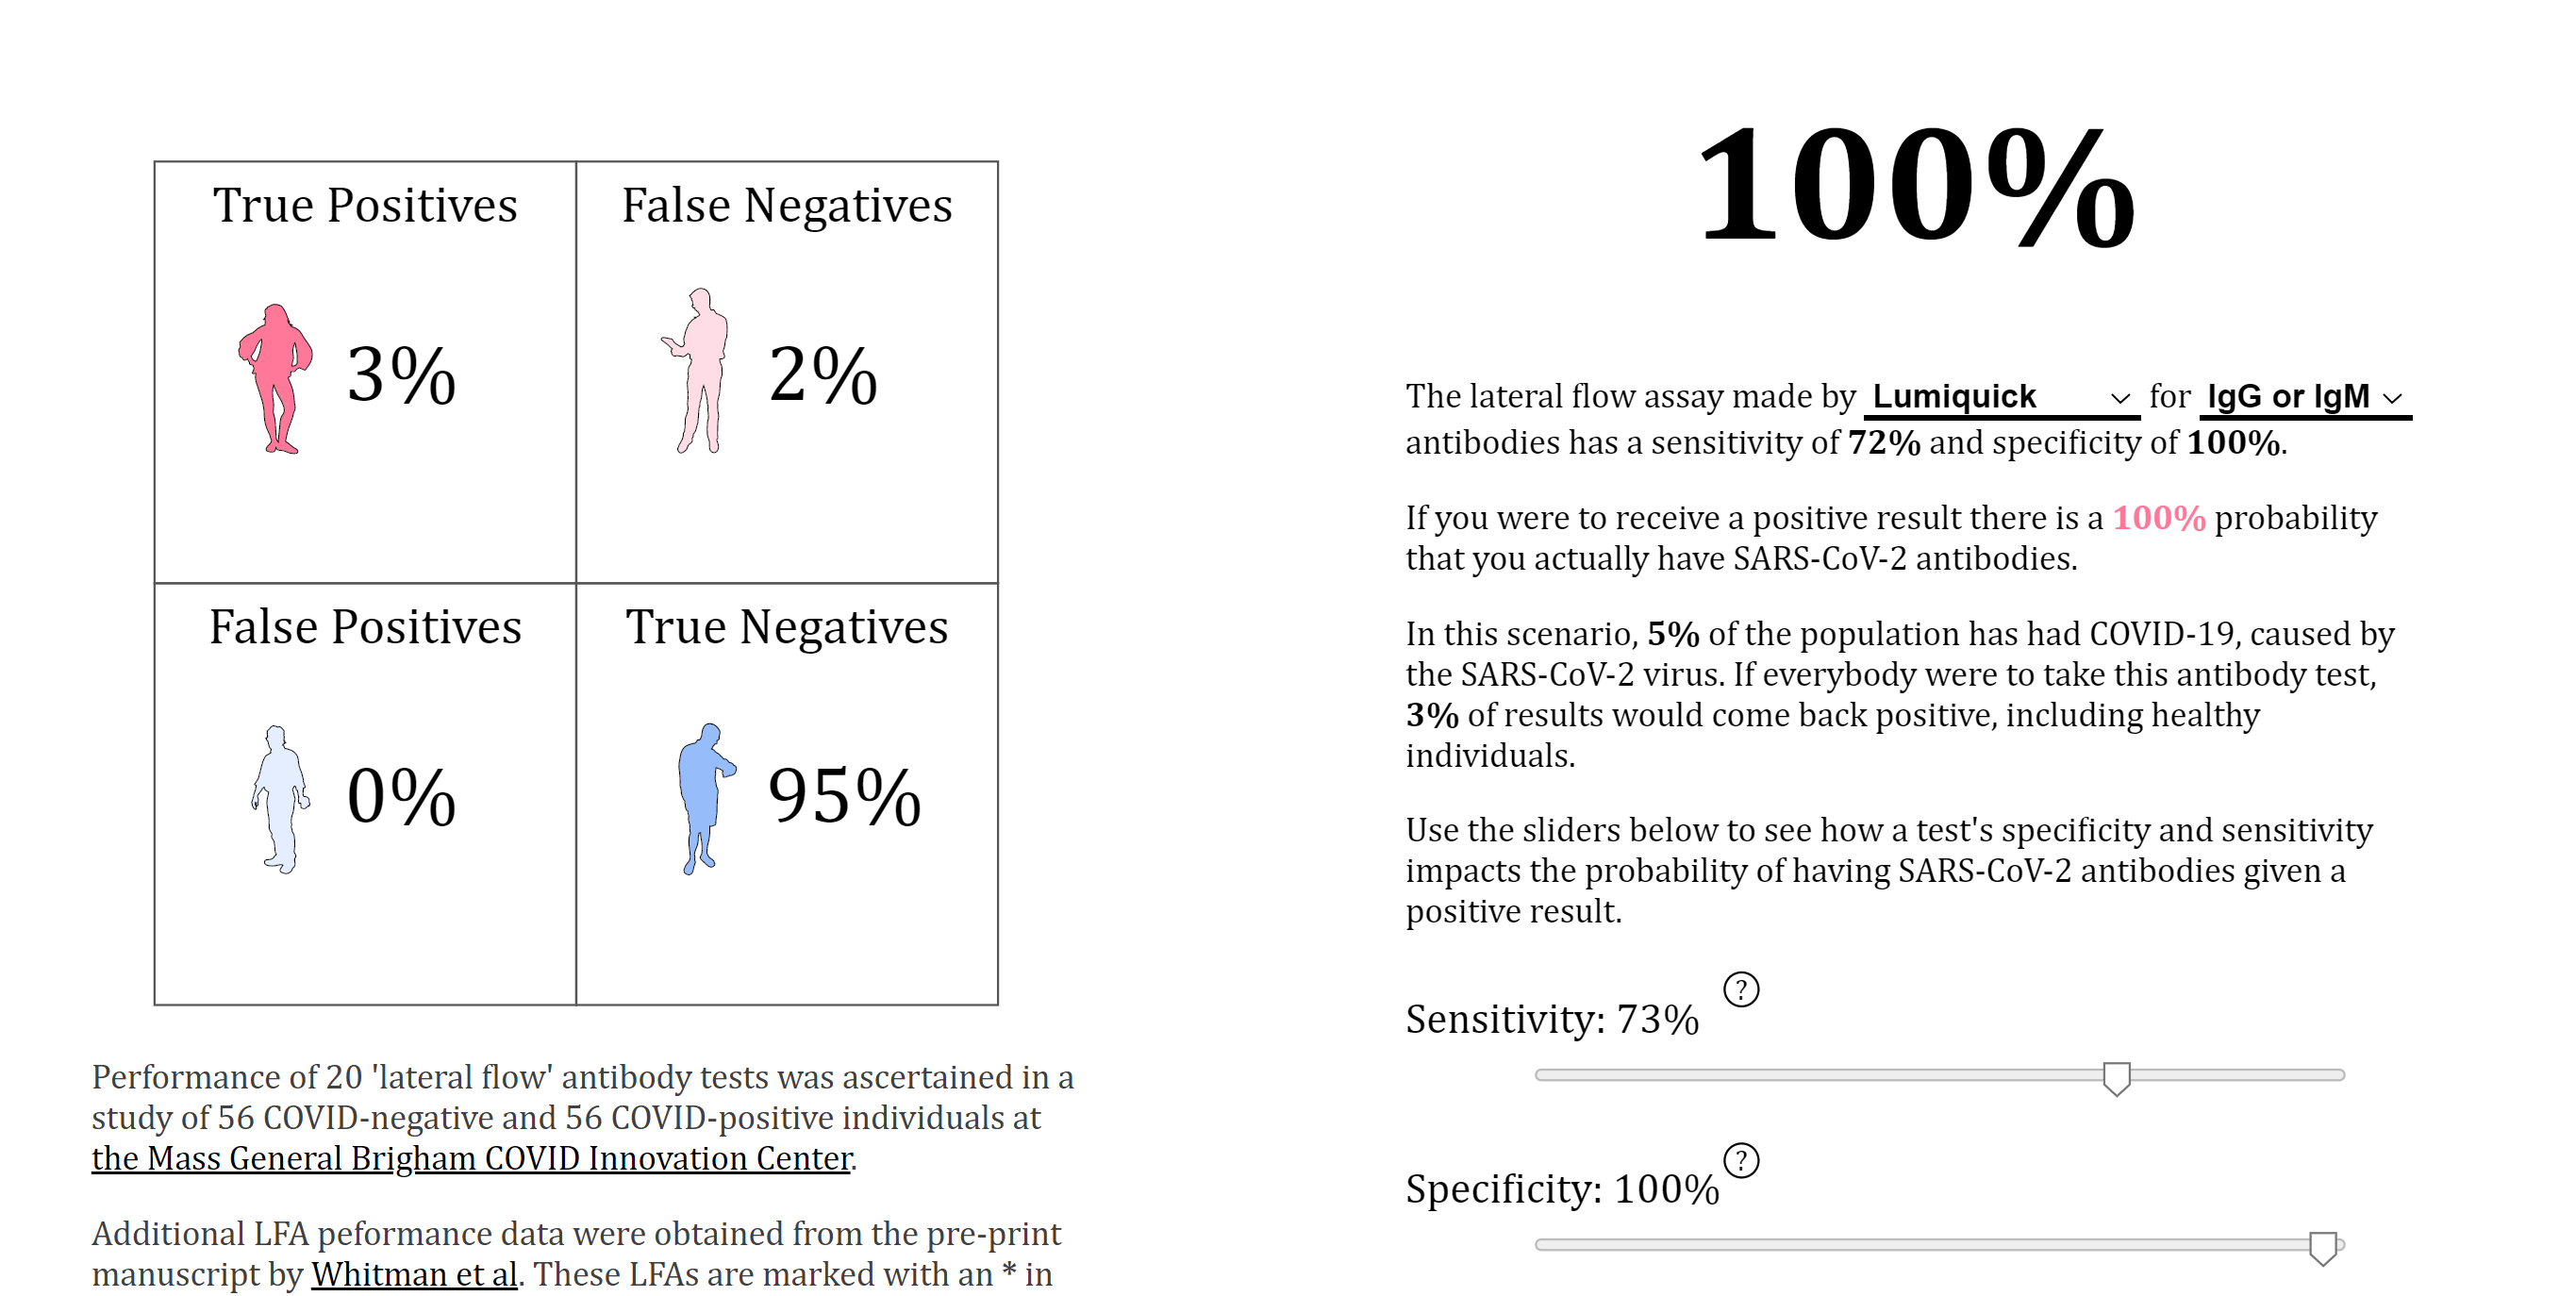 True Positives
False Negatives
3%
2%
False Positives
True Negatives
0%
95%
Performance of 20 'lateral flow' antibody tests was ascertained in a
study of 56 COVID-negative and 56 COVID-positive individuals at
the Mass General Brigham COVID Innovation Center.
Additional LFA peformance data were obtained from the pre-print
manuscript by Whitman et al. These LFAs are marked with an * in
100%
The lateral flow assay made by Lumiquick for IgG or IgM
antibodies has a sensitivity of 72% and specificity of 100%.
If you were to receive a positive result there is a 100% probability
that you actually have SARS-CoV-2 antibodies.
In this scenario, 5% of the population has had COVID-19, caused by
the SARS-CoV-2 virus. If everybody were to take this antibody test,
3% of results would come back positive, including healthy
individuals.
Use the sliders below to see how a test's specificity and sensitivity
impacts the probability of having SARS-CoV-2 antibodies given a
positive result.
Sensitivity: 73% ?
Specificity: 100% ?